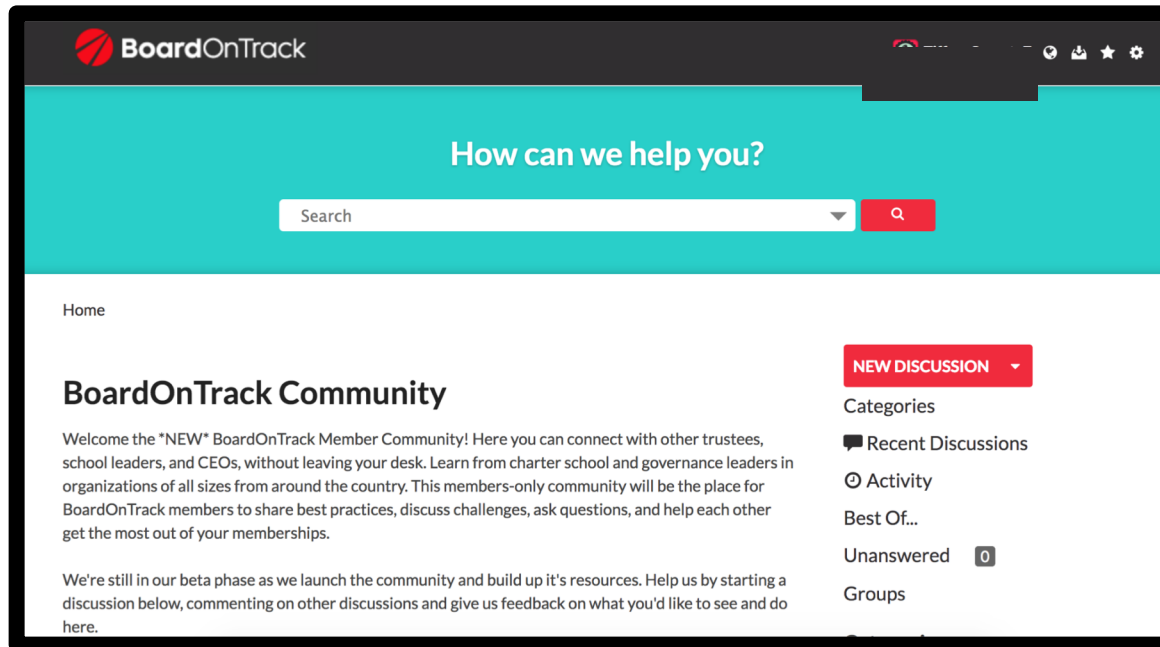 BoardOnTrack
How can we help you?
Search
Home
NEW DISCUSSION
BoardOnTrack Community
Welcome the *NEW* BoardOnTrack Member Community! Here you can connect with other trustees,
school leaders, and CEOs, without leaving your desk. Learn from charter school and governance leaders in
organizations of all sizes from around the country. This members-only community will be the place for
BoardOnTrack members to share best practices, discuss challenges, ask questions, and help each other
get the most out of your memberships.
We're still in our beta phase as we launch the community and build up it's resources. Help us by starting a
discussion below, commenting on other discussions and give us feedback on what you'd like to see and do
here.
Categories
Recent Discussions
Activity
Best Of...
Unanswered 0
Groups